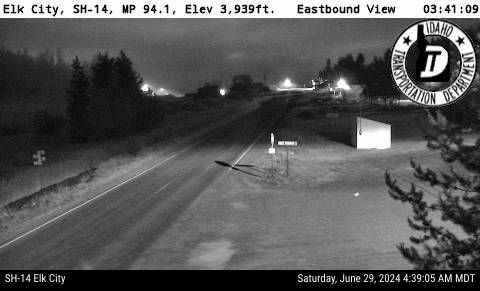 Elk City, SH-14, MP 94.1, Elev 3,939ft. Eastbound View 03:41:09
IDAHO
TRANSPORTATION DEPARTMENT
SH-14 Elk City Saturday, June 29, 2024 4:39:05 AM MDT